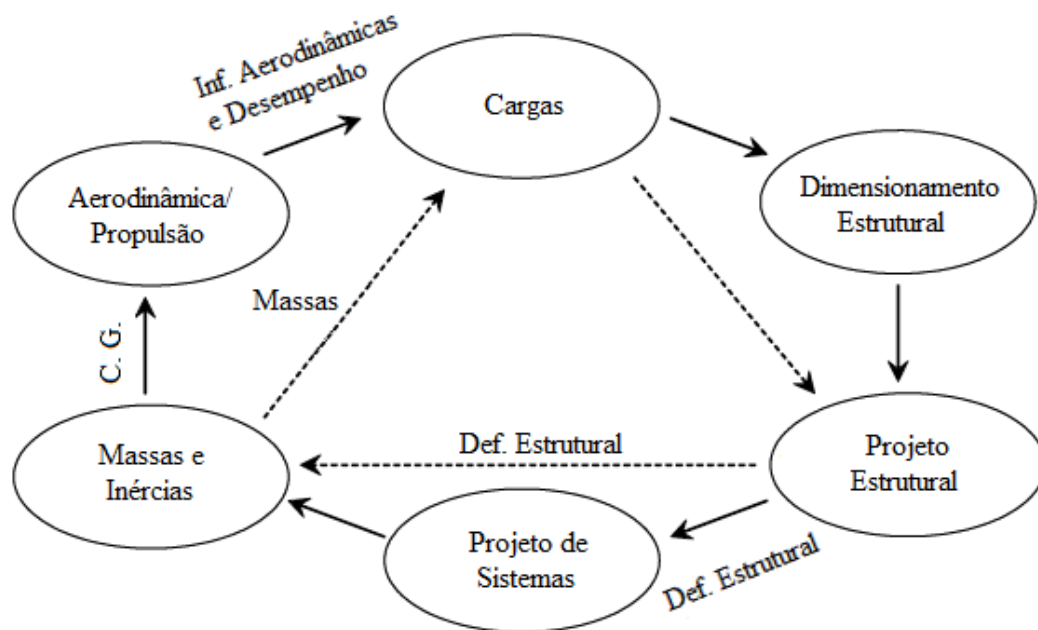 Inf. Aerodinâmicas
e Desempenho
Cargas
Aerodinâmica/
Propulsão
Dimensionamento
Estrutural
Massas
C. G.
Def. Estrutural
Massas e
Inércias
Projeto
Estrutural
Projeto de
Sistemas
Def. Estrutural